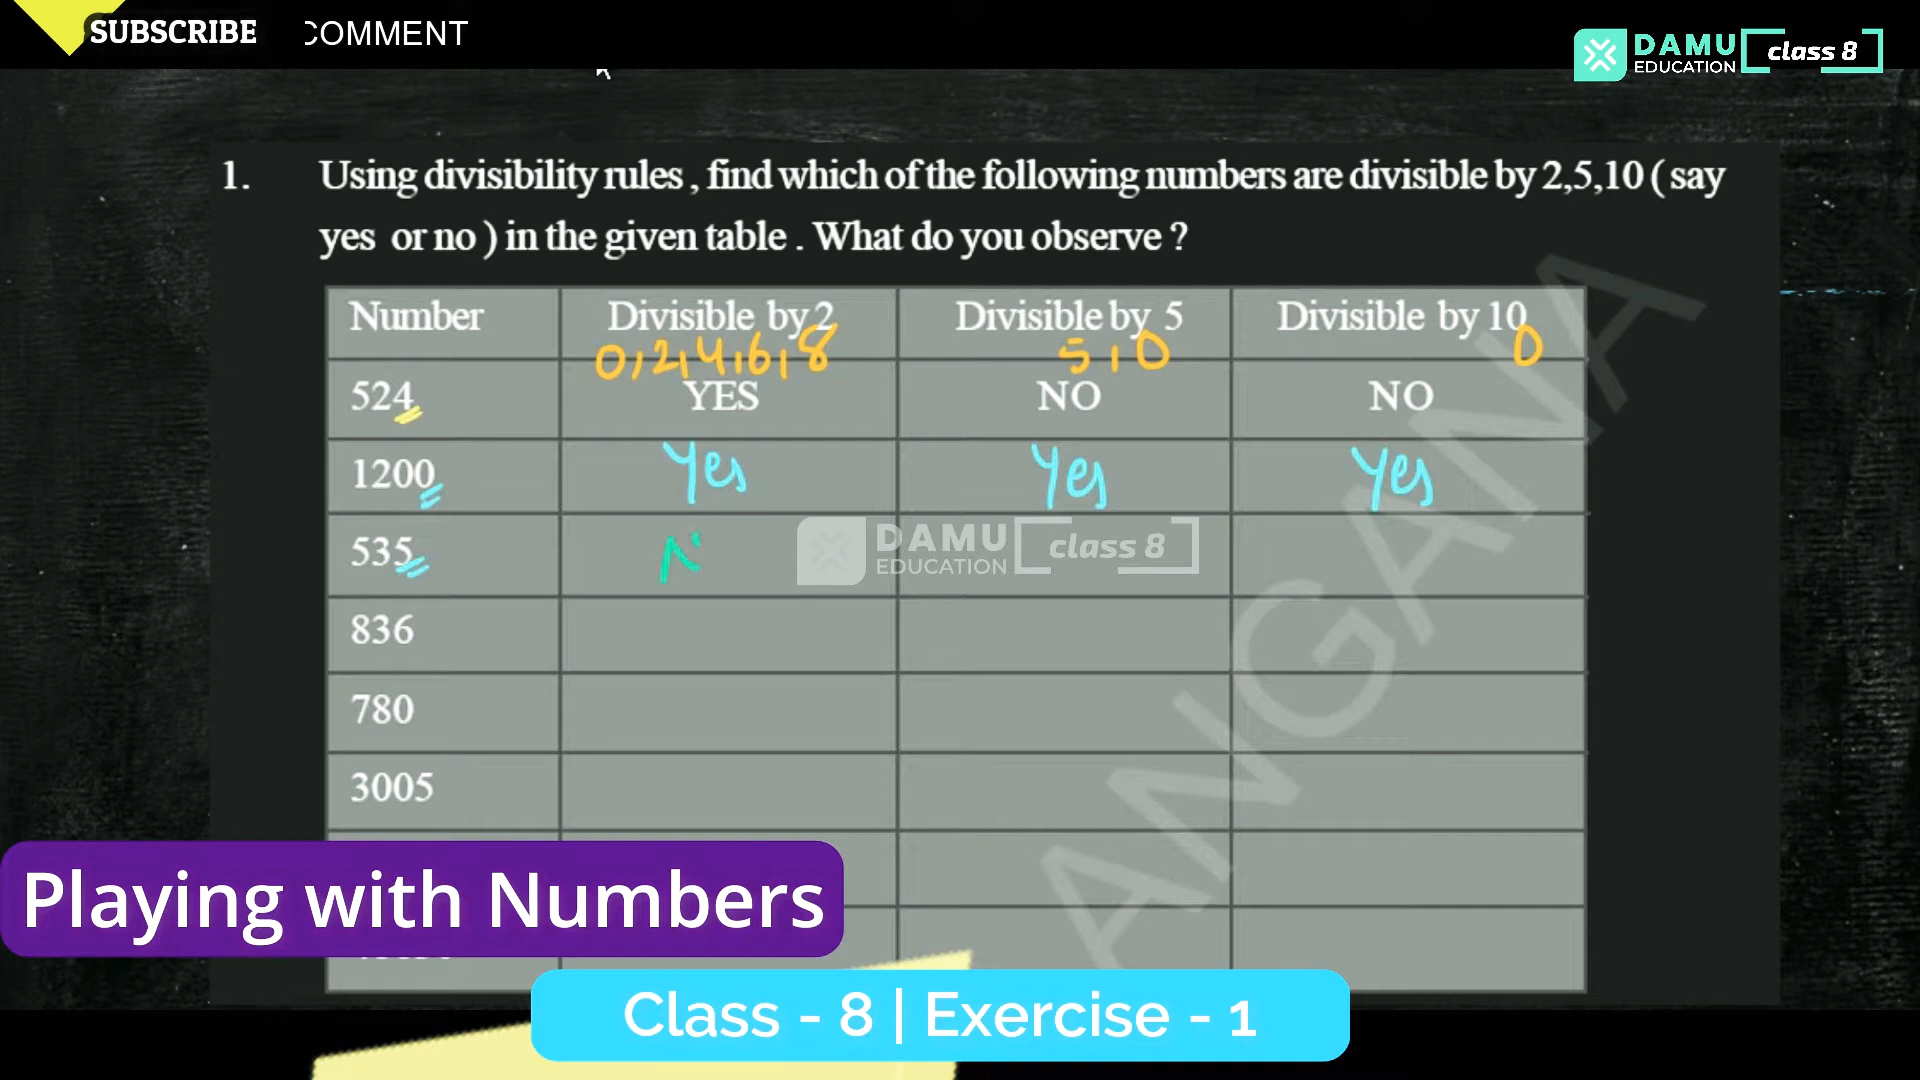 SUBSCRIBE COMMENT
DAMU EDUCATION class 8
1. Using divisibility rules , find which of the following numbers are divisible by 2,5,10 ( say
yes or no ) in the given table . What do you observe ?
Number Divisible by 2 Divisible by 5 Divisible by 10
0,2,4,6,8 5,0 0
524 YES NO NO
1200 Yes Yes Yes
535 N
DAMU EDUCATION class 8
836
780
3005
ANGANA
Playing with Numbers
Class - 8 | Exercise - 1